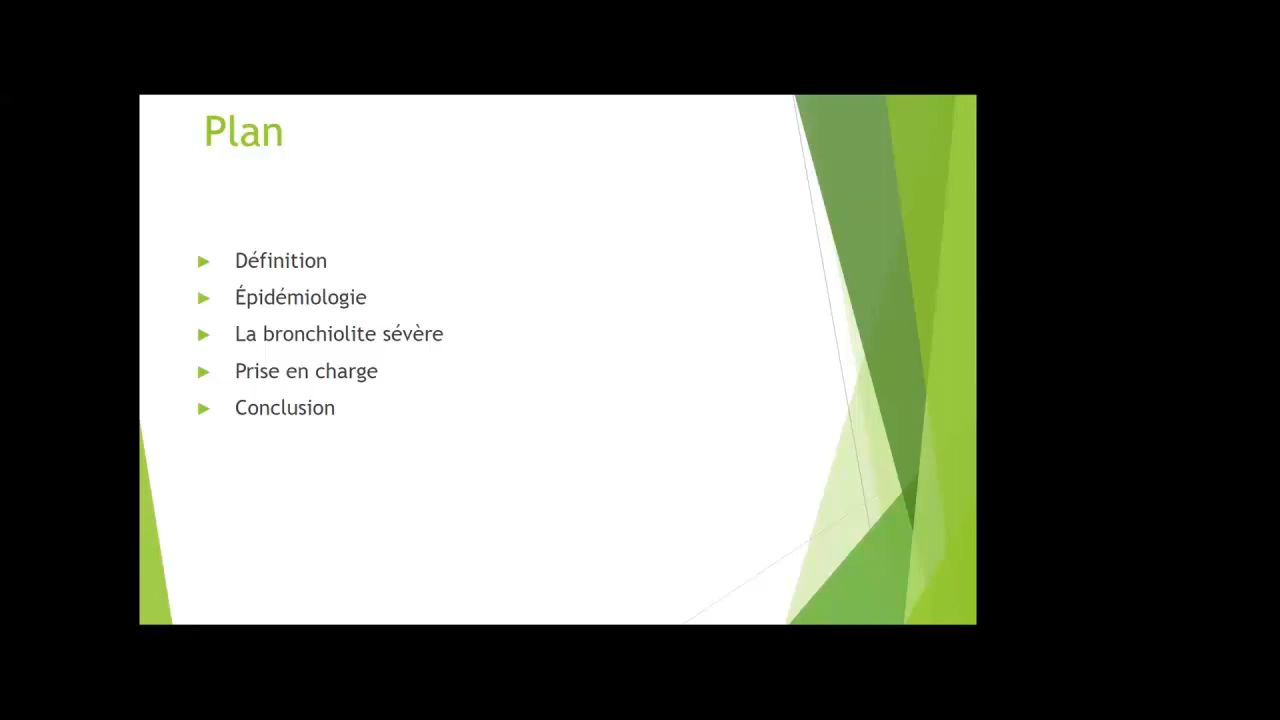 Plan
Définition
Épidémiologie
La bronchiolite sévère
Prise en charge
Conclusion